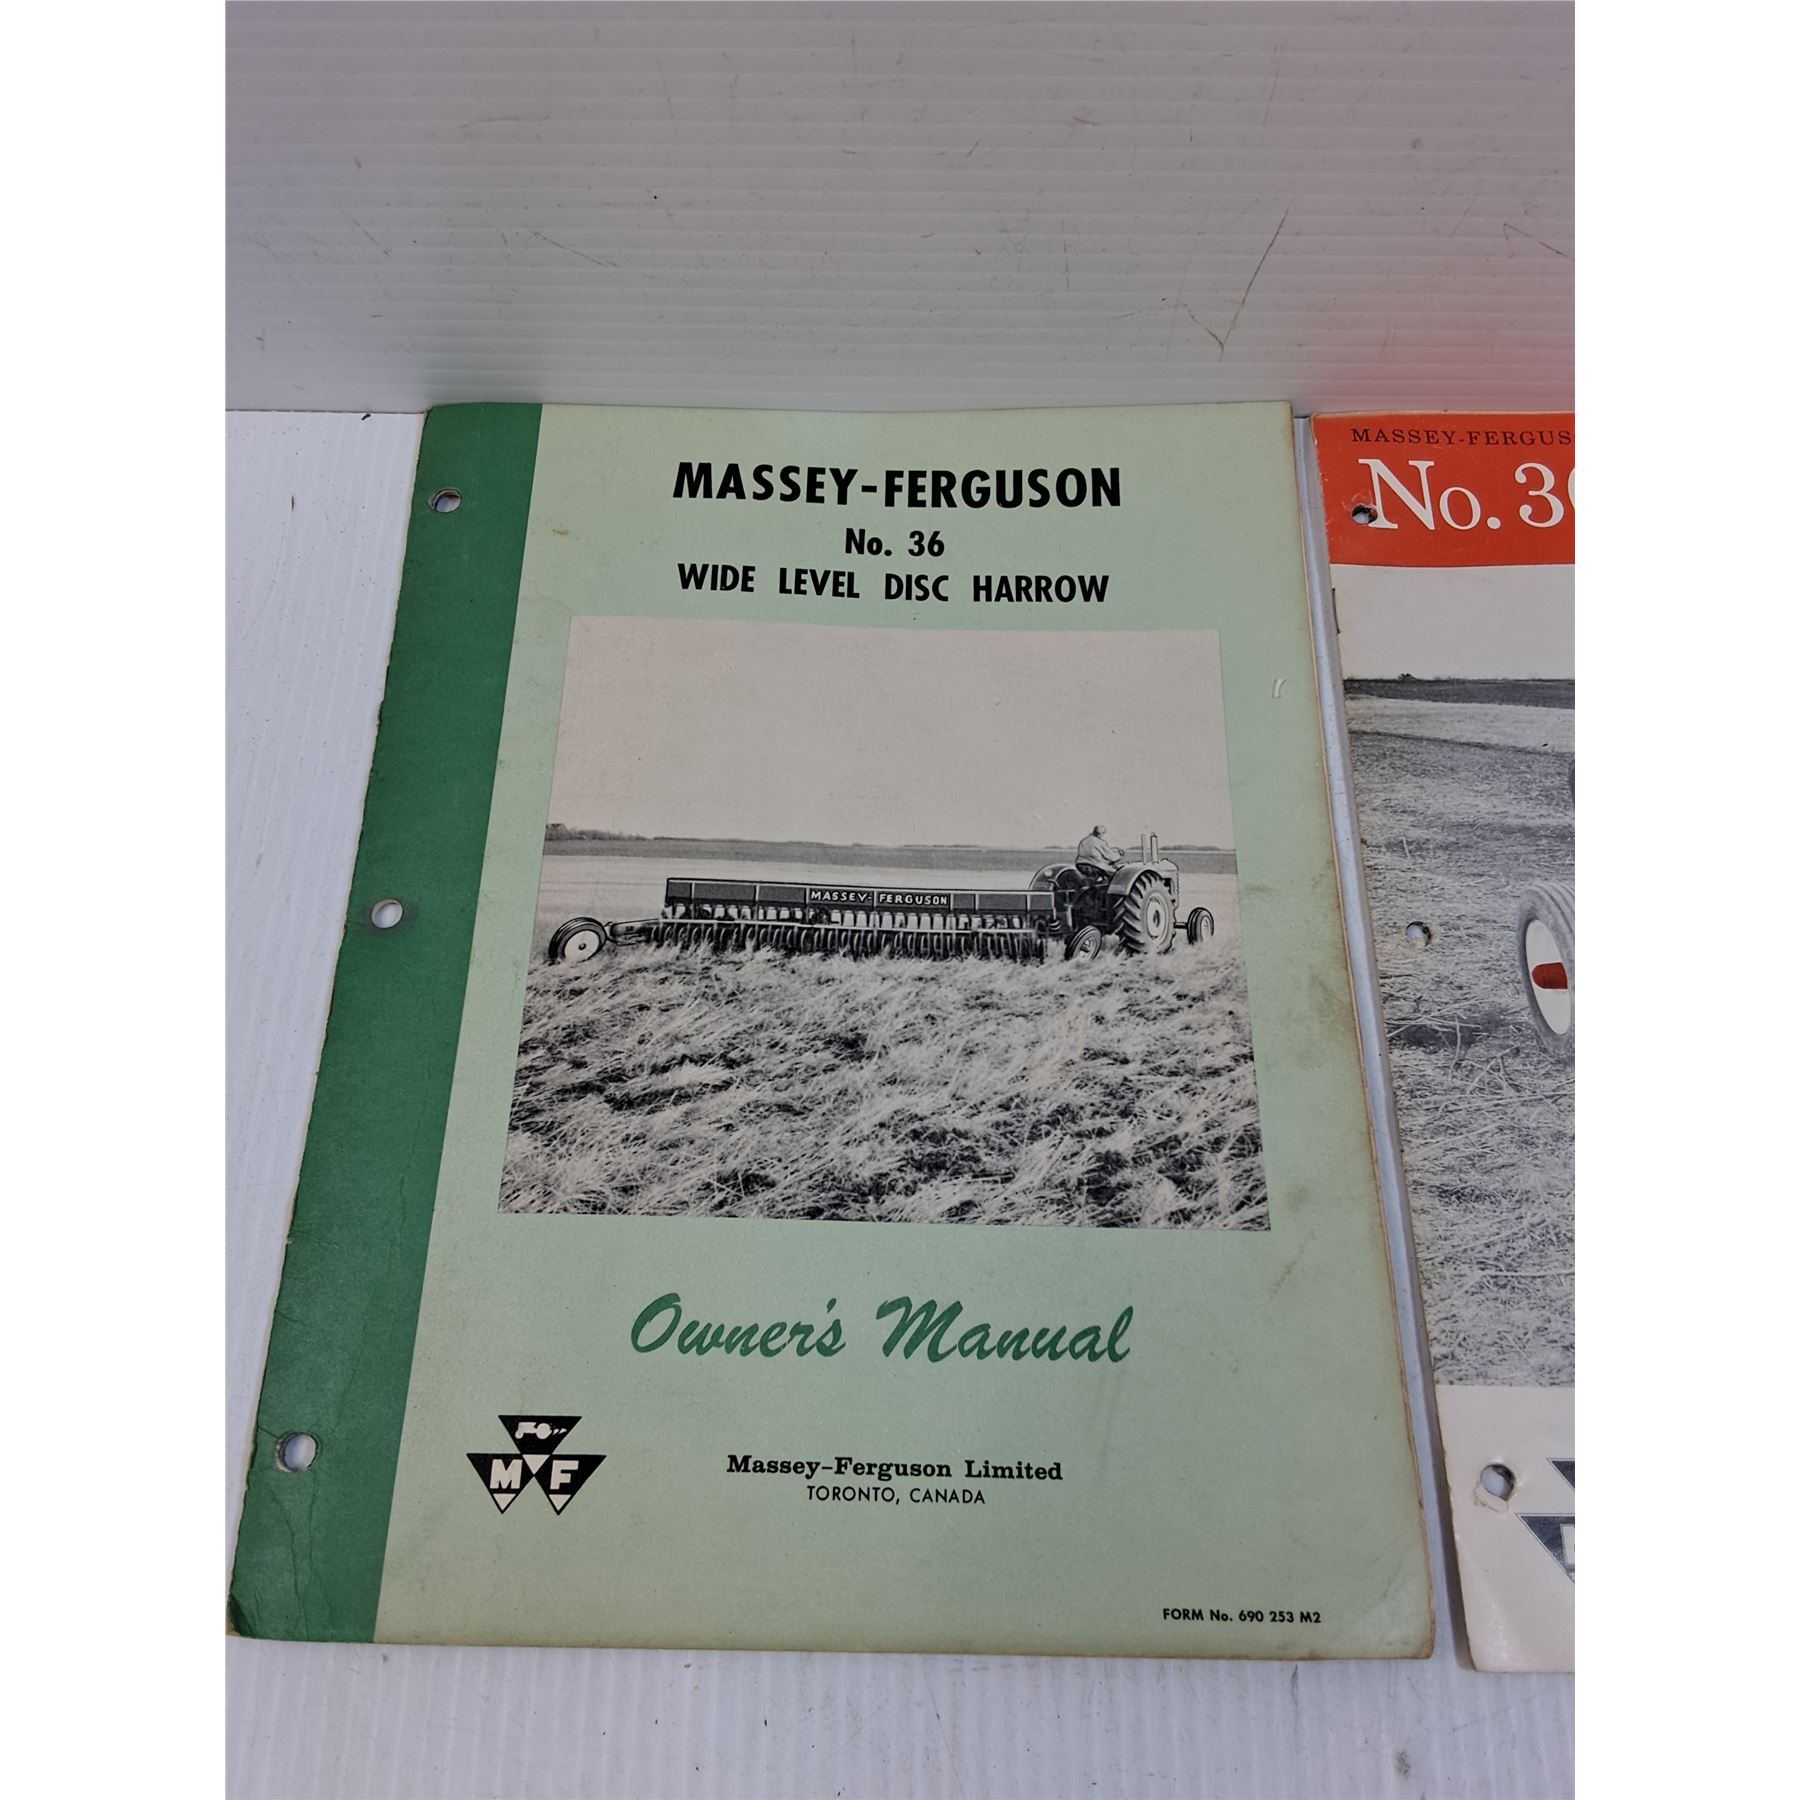 MASSEY-FERGUSON
No. 36
WIDE LEVEL DISC HARROW
MASSEY-FERGUSON
Owner's Manual
MF
Massey-Ferguson Limited
TORONTO, CANADA
FORM No. 690 253 M2
MASSEY-FERGUS
No. 3